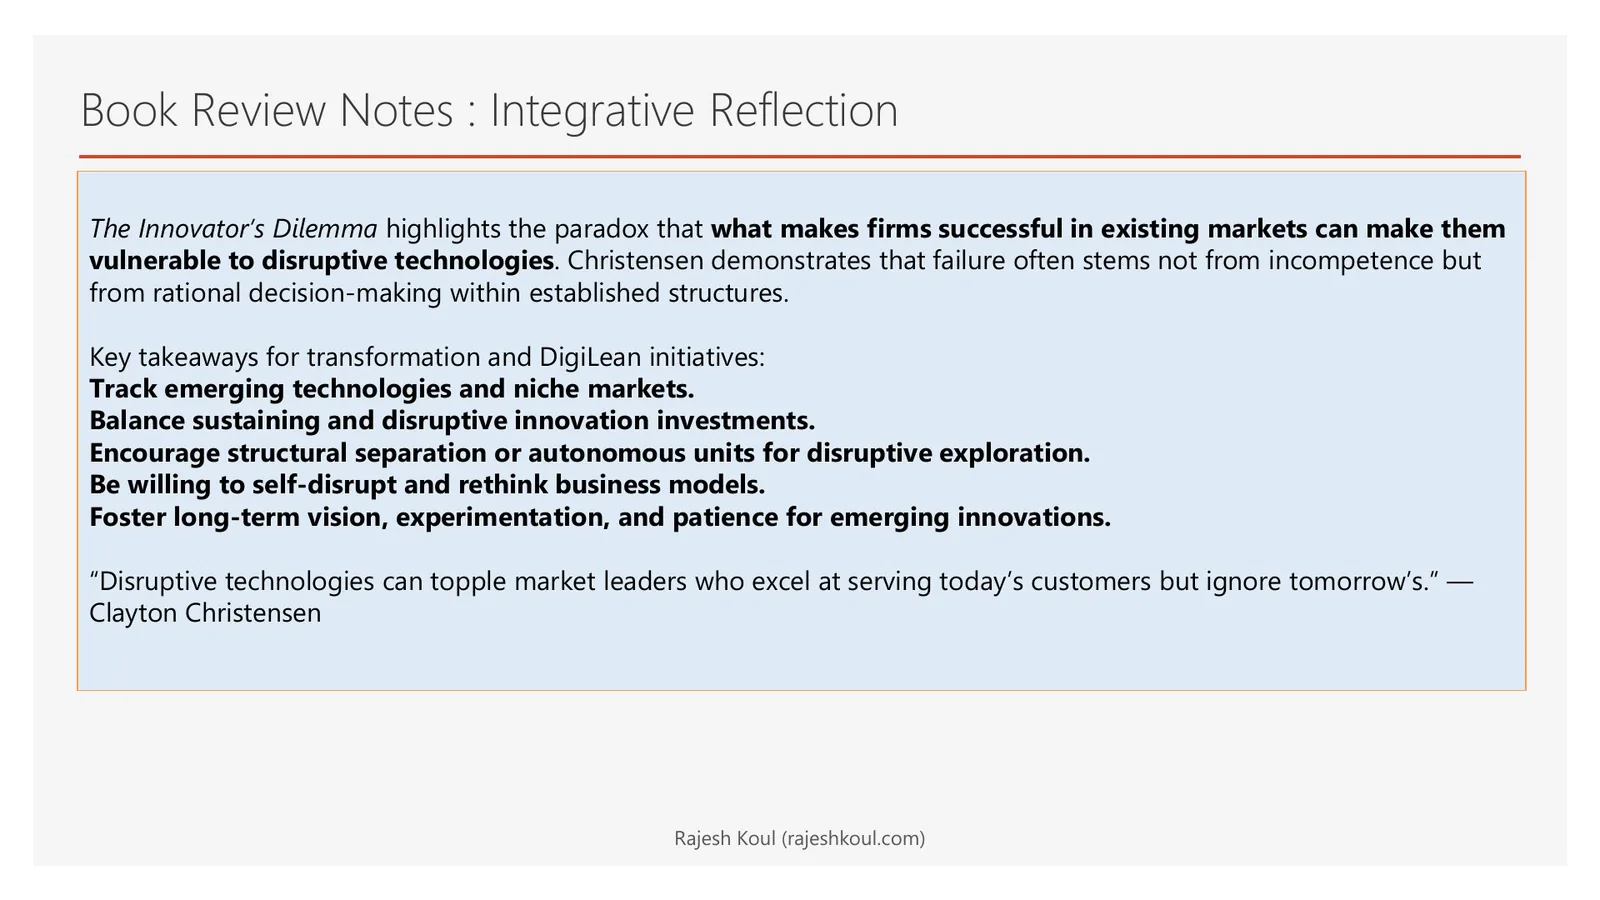 Book Review Notes : Integrative Reflection
The Innovator’s Dilemma highlights the paradox that what makes firms successful in existing markets can make them
vulnerable to disruptive technologies. Christensen demonstrates that failure often stems not from incompetence but
from rational decision-making within established structures.
Key takeaways for transformation and DigiLean initiatives:
Track emerging technologies and niche markets.
Balance sustaining and disruptive innovation investments.
Encourage structural separation or autonomous units for disruptive exploration.
Be willing to self-disrupt and rethink business models.
Foster long-term vision, experimentation, and patience for emerging innovations.
“Disruptive technologies can topple market leaders who excel at serving today’s customers but ignore tomorrow’s.” —
Clayton Christensen
Rajesh Koul (rajeshkoul.com)